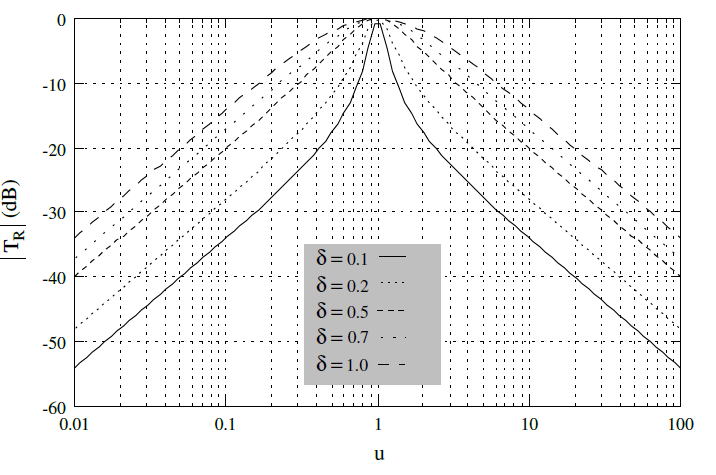 0
-10
-20
-30
-40
-50
-60
|T_R| (dB)
δ = 0.1
δ = 0.2
δ = 0.5
δ = 0.7
δ = 1.0
0.01 0.1 1 10 100
u